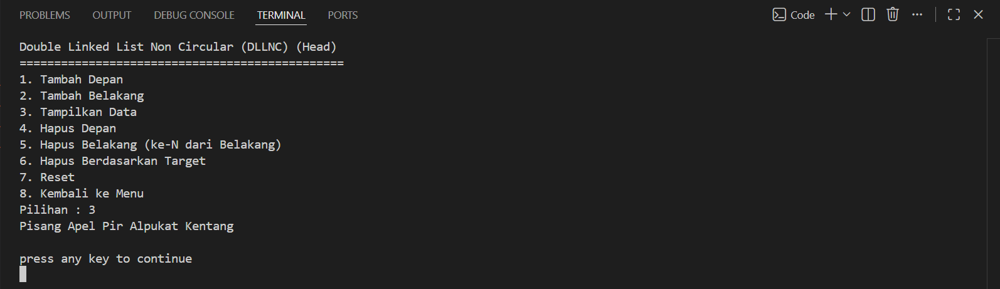 PROBLEMS OUTPUT DEBUG CONSOLE TERMINAL PORTS Code
Double Linked List Non Circular (DLLNC) (Head)
===============================================
1. Tambah Depan
2. Tambah Belakang
3. Tampilkan Data
4. Hapus Depan
5. Hapus Belakang (ke-N dari Belakang)
6. Hapus Berdasarkan Target
7. Reset
8. Kembali ke Menu
Pilihan : 3
Pisang Apel Pir Alpukat Kentang
press any key to continue